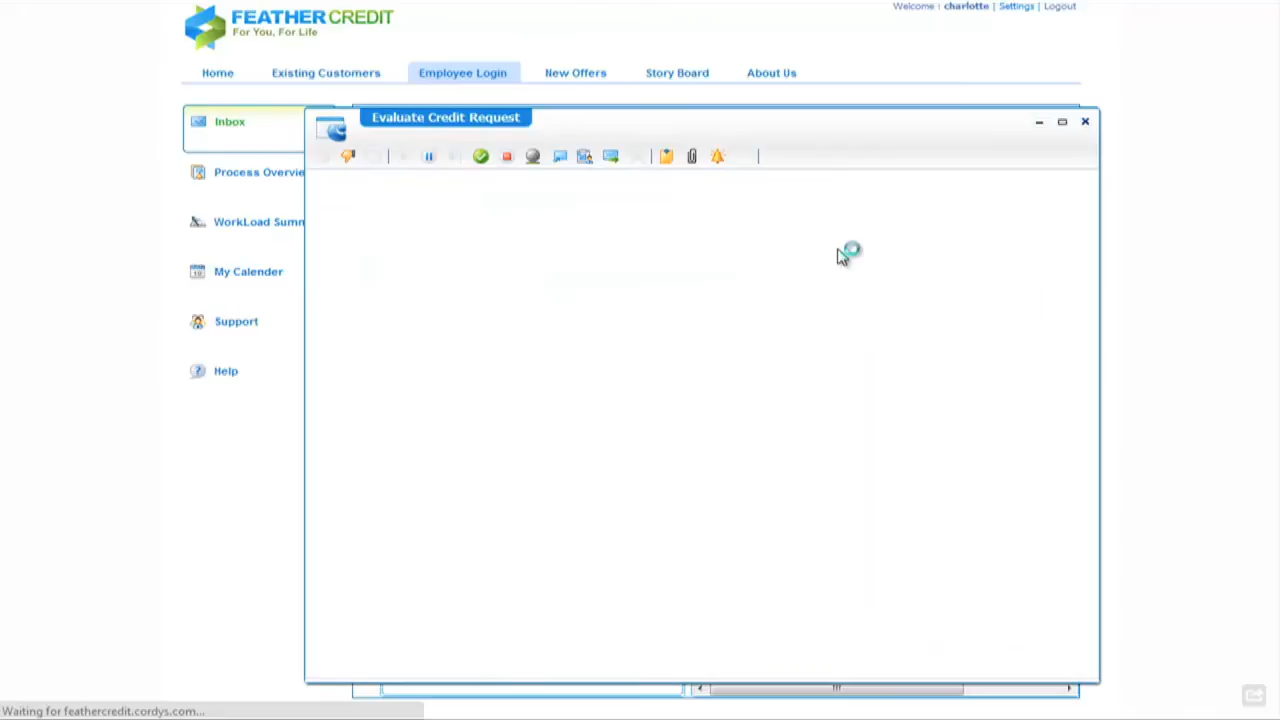 FEATHER CREDIT
For You, For Life
Welcome : charlotte | Settings | Logout
Home Existing Customers Employee Login New Offers Story Board About Us
Inbox
Evaluate Credit Request
Process Overvie
WorkLoad Summ
My Calender
Support
Help
Waiting for feathercredit.cordys.com...